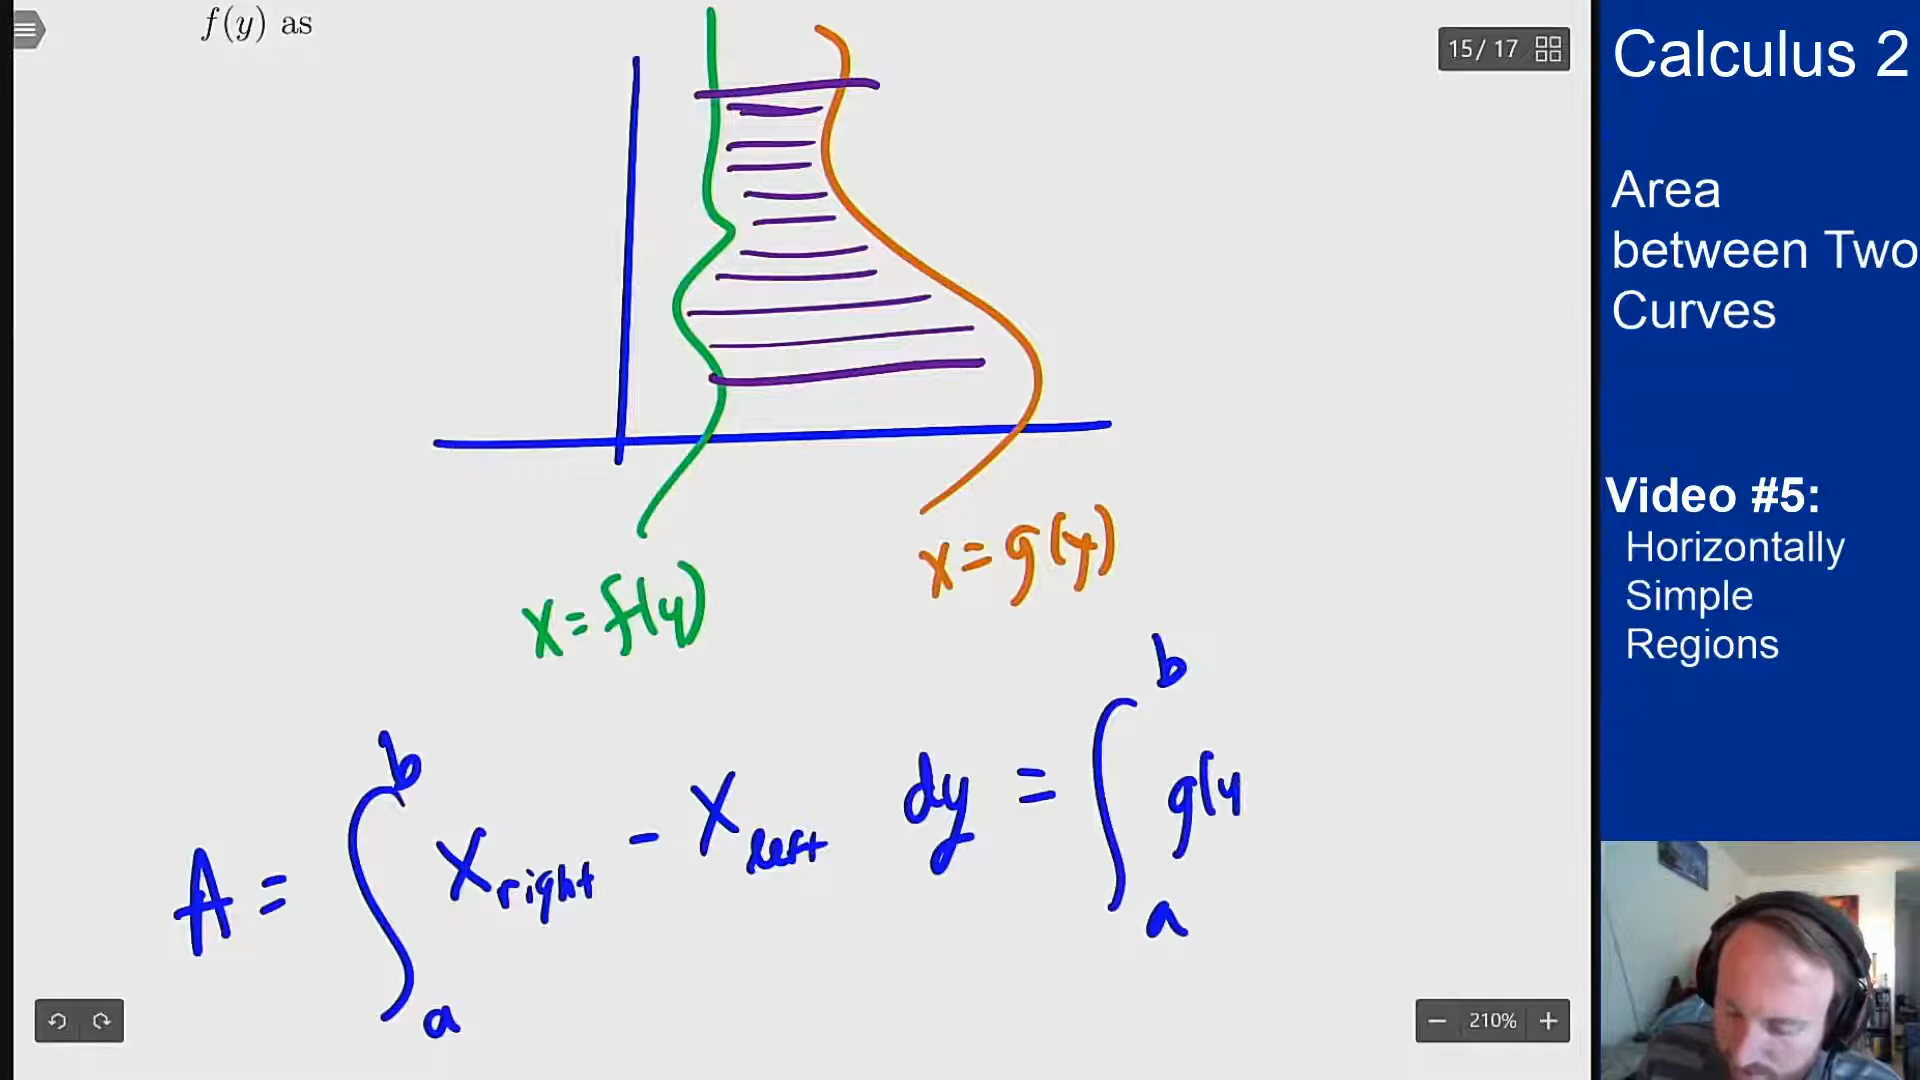 f(y) as
15 / 17
Calculus 2
Area
between Two
Curves
Video #5:
Horizontally
Simple
Regions
x = f(y)
x = g(y)
A = ∫_a^b x_right - x_left dy = ∫_a^b g(y
210%